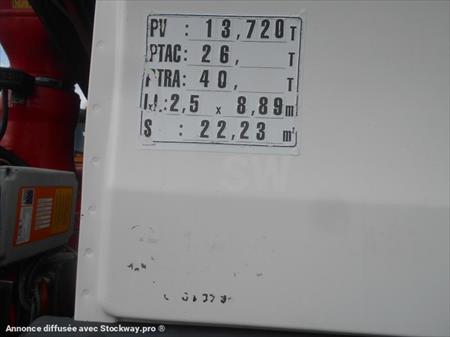 PV : 13,720 T
PTAC : 26, T
PTRA : 40, T
L.l. : 2,5 x 8,89 m
S : 22,23 m²
SW
Annonce diffusée avec Stockway.pro ®